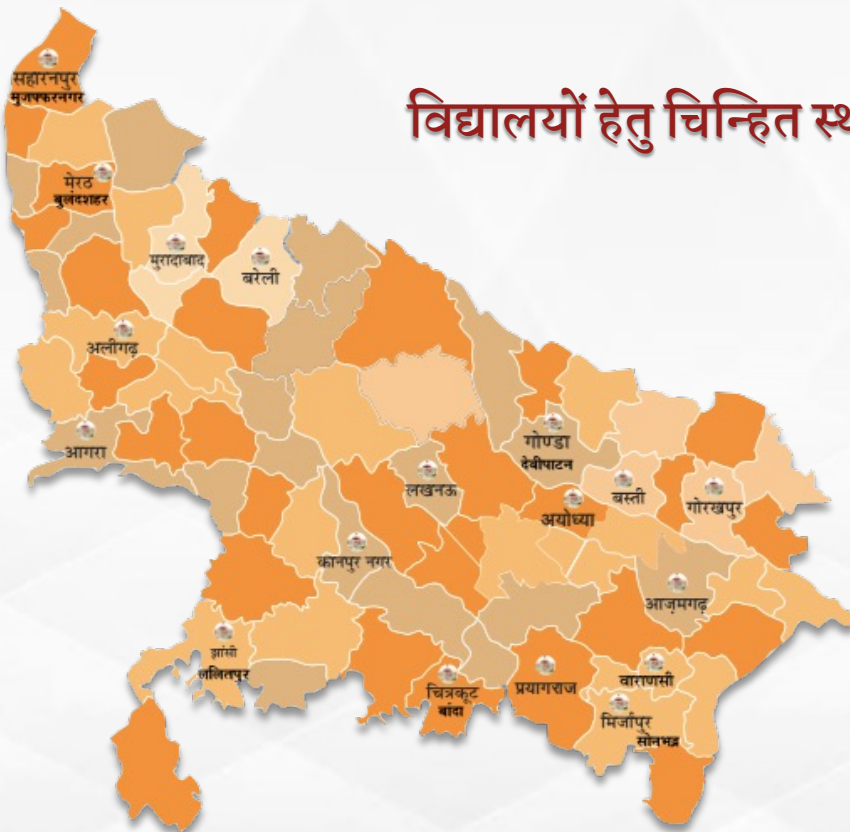 सहारनपुर
मुजफ्फरनगर
विद्यालयों हेतु चिन्हित
मेरठ
बुलंदशहर
मुरादाबाद
बरेली
अलीगढ़
आगरा
गोण्डा
देवीपाटन
लखनऊ
बस्ती
गोरखपुर
अयोध्या
कानपुर नगर
आज़मगढ़
झांसी
ललितपुर
चित्रकूट
बांदा
प्रयागराज
वाराणसी
मिर्जापुर
सोनभद्र